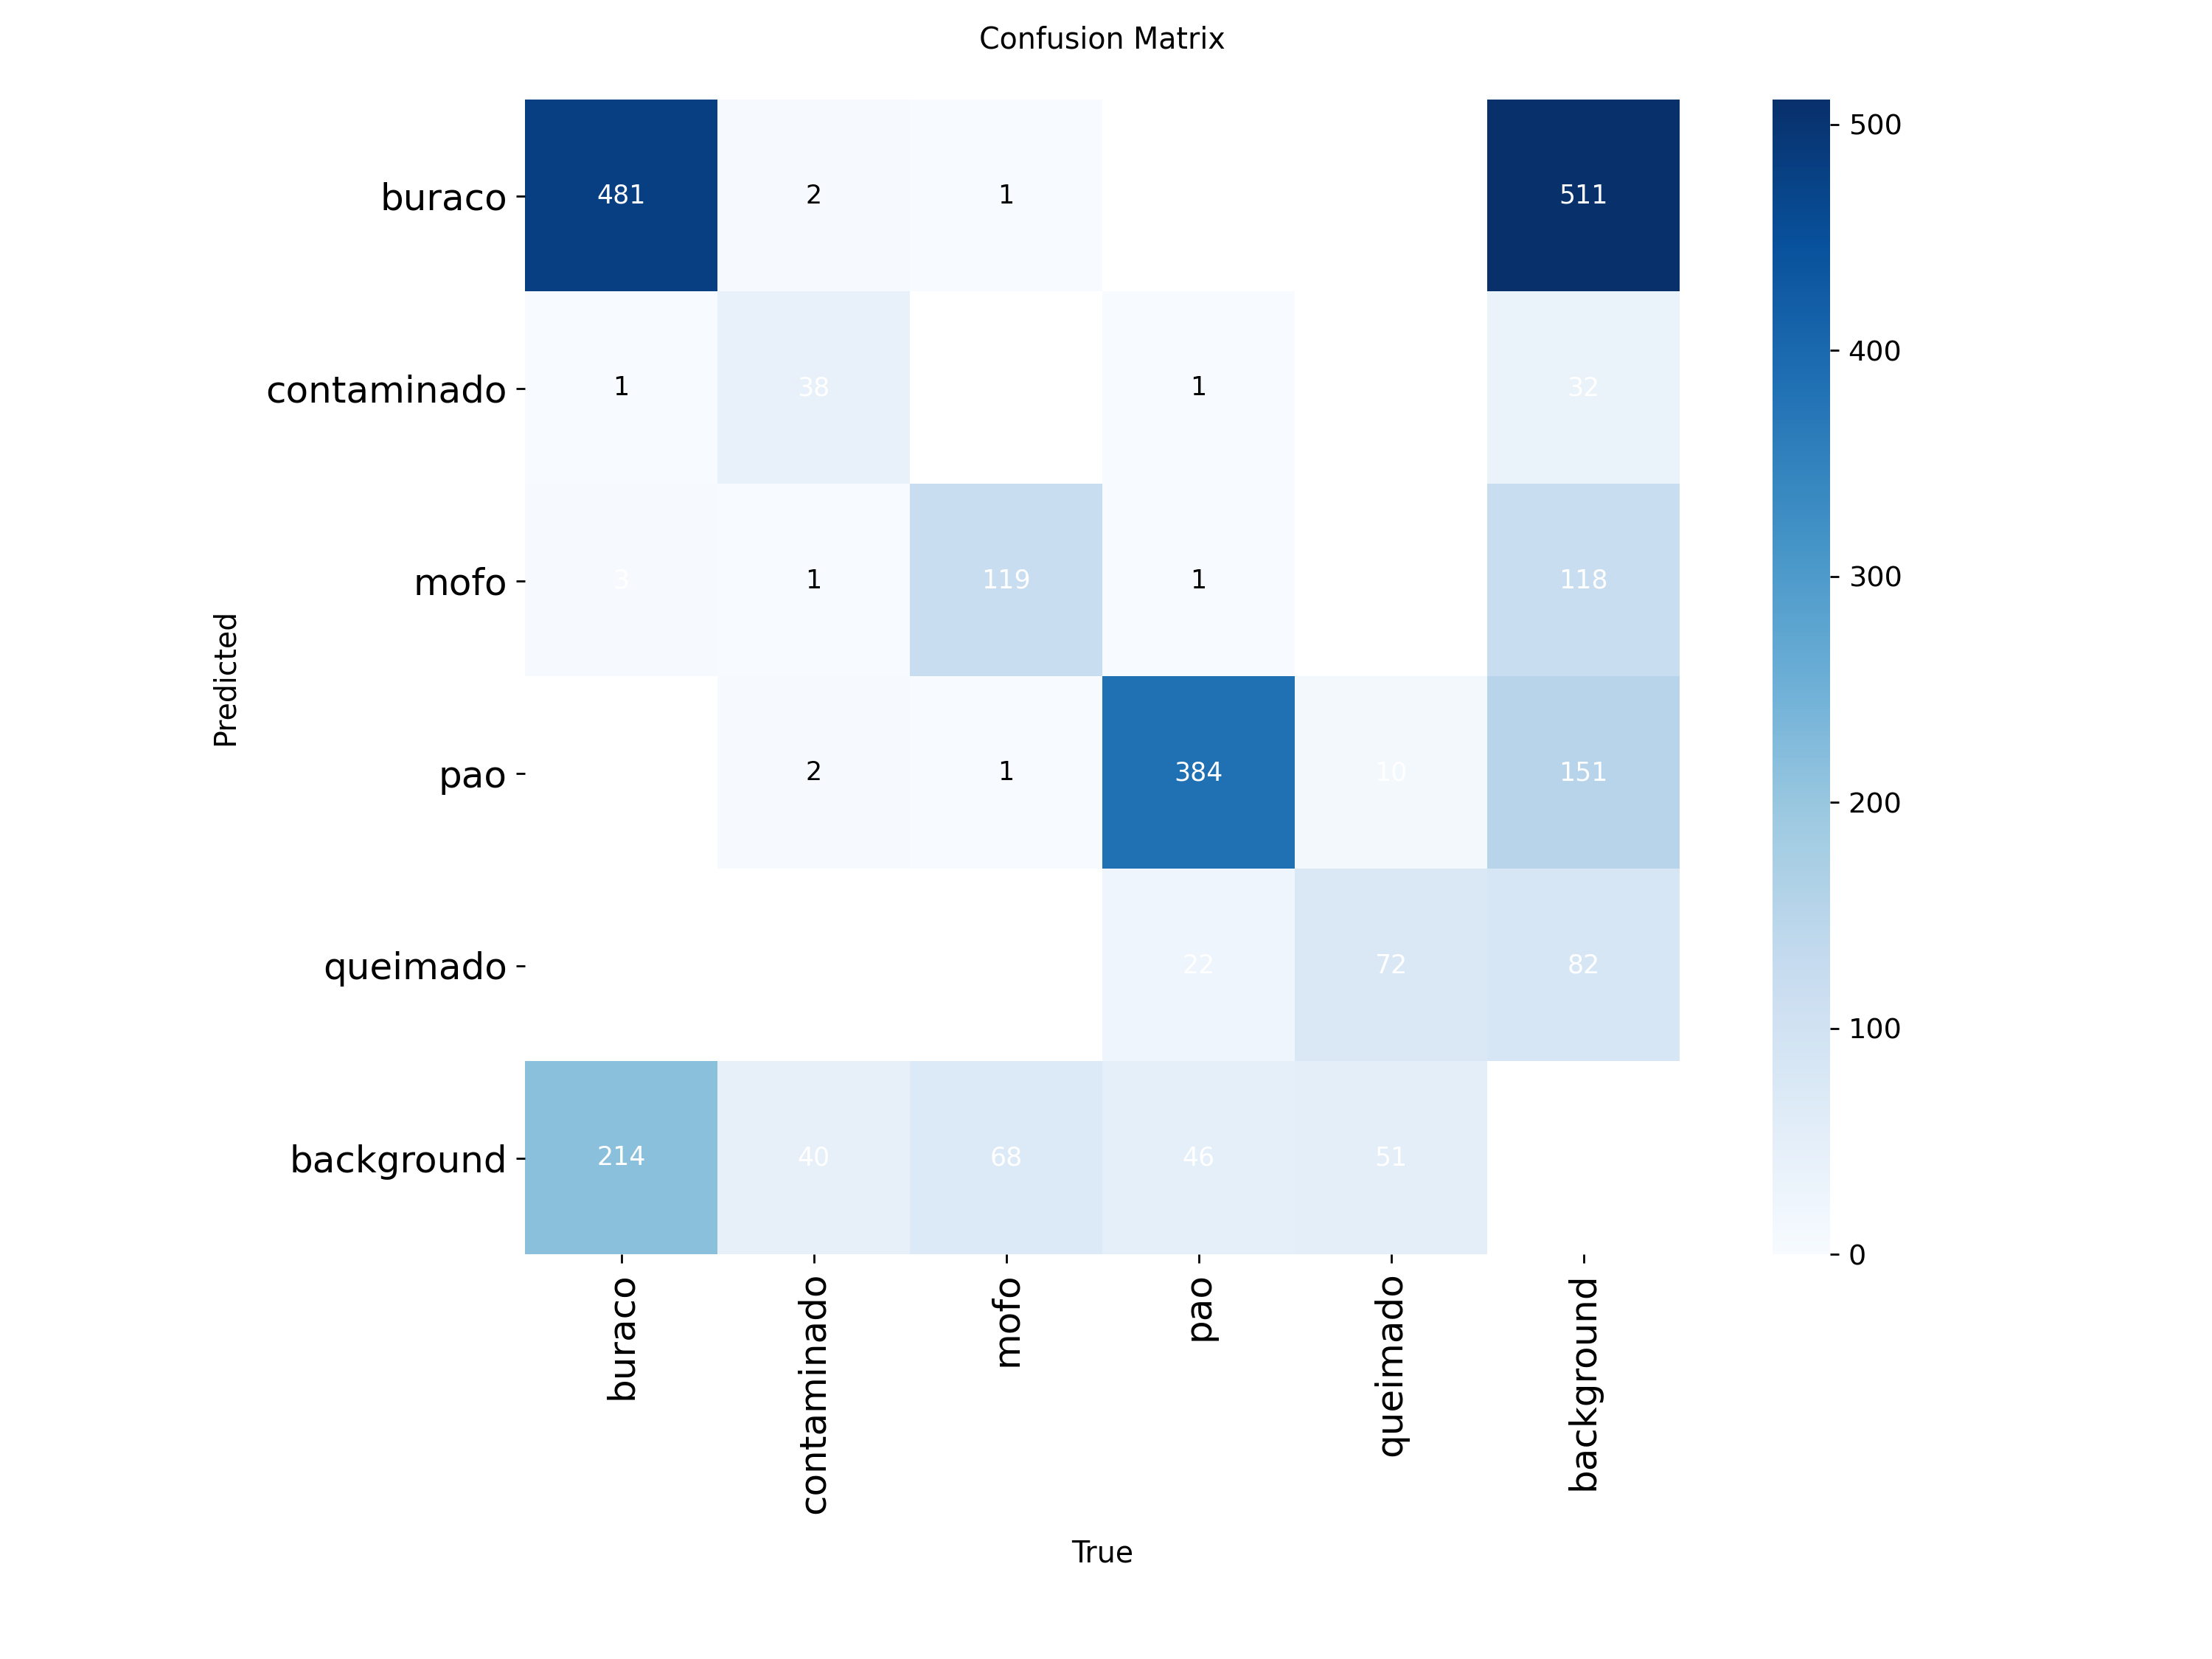 Confusion Matrix
buraco 481 2 1 511
contaminado 1 38 1 32
mofo 3 1 119 1 118
pao 2 1 384 10 151
queimado 22 72 82
background 214 40 68 46 51
Predicted
buraco contaminado mofo pao queimado background
True
500
400
300
200
100
0